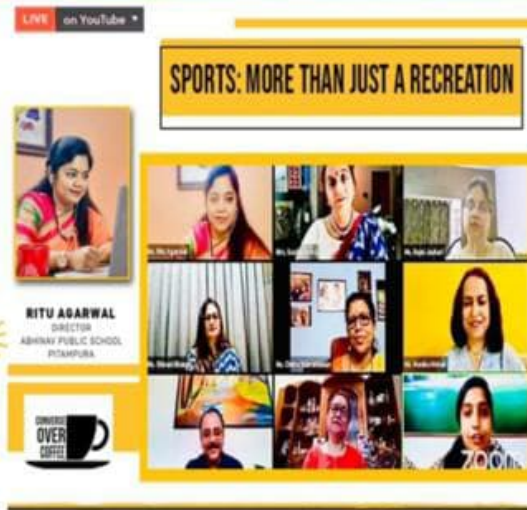 LIVE on YouTube
SPORTS: MORE THAN JUST A RECREATION
RITU AGARWAL
DIRECTOR
ABHINAV PUBLIC SCHOOL
PITAMPURA
CONVERSE
OVER
COFFEE
zoom